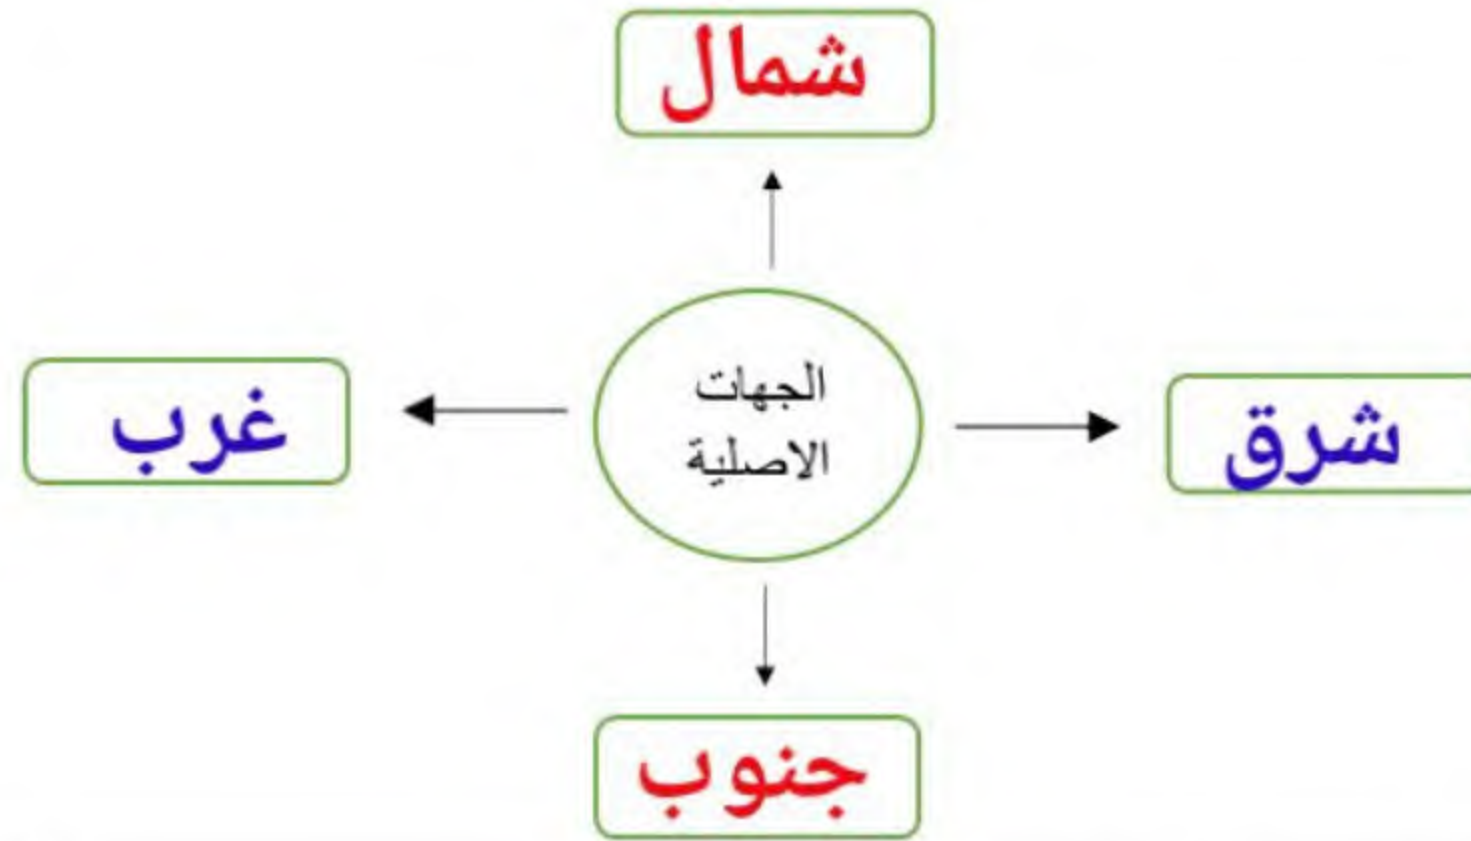 شمال
الجهات
الاصلية
شرق
غرب
جنوب